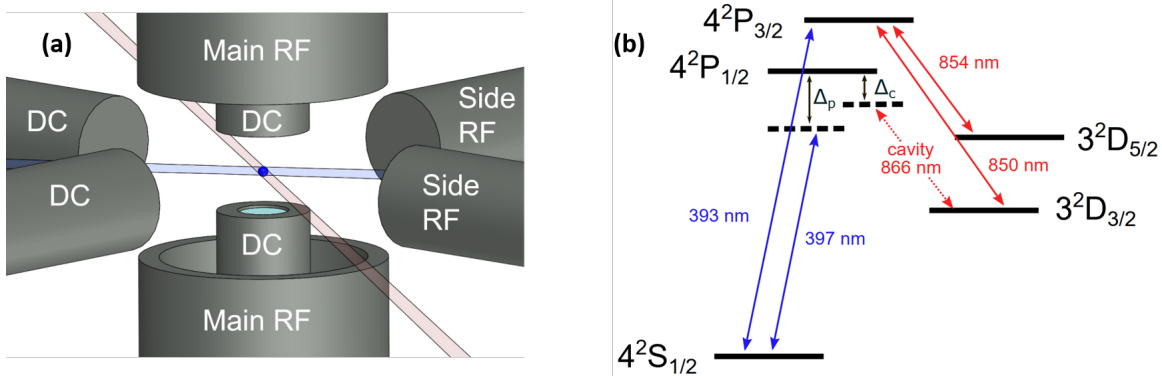 (a)
Main RF
DC
DC
Side
RF
DC
Side
RF
DC
Main RF
(b)
4²P₃/₂
4²P₁/₂
Δp
Δc
854 nm
3²D₅/₂
cavity
866 nm
850 nm
3²D₃/₂
393 nm
397 nm
4²S₁/₂